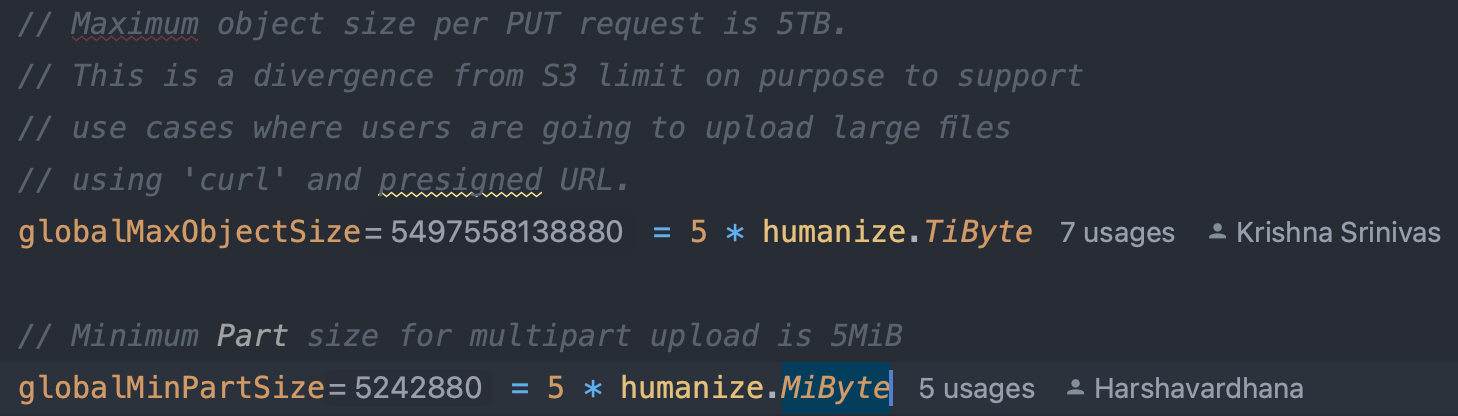 // Maximum object size per PUT request is 5TB.
// This is a divergence from S3 limit on purpose to support
// use cases where users are going to upload large files
// using 'curl' and presigned URL.
globalMaxObjectSize = 5497558138880 = 5 * humanize.TiByte 7 usages Krishna Srinivas
// Minimum Part size for multipart upload is 5MiB
globalMinPartSize = 5242880 = 5 * humanize.MiByte 5 usages Harshavardhana